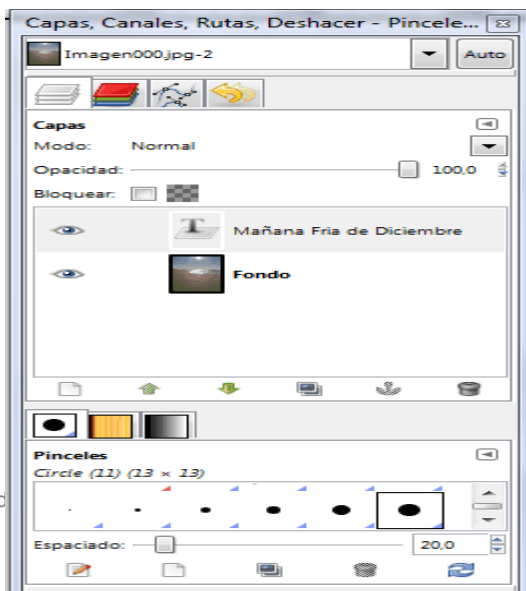 Capas, Canales, Rutas, Deshacer - Pincele...
Imagen000.jpg-2
Auto
Capas
Modo: Normal
Opacidad: 100,0
Bloquear:
T Mañana Fria de Diciembre
Fondo
Pinceles
Circle (11) (13 × 13)
d
Espaciado: 20,0